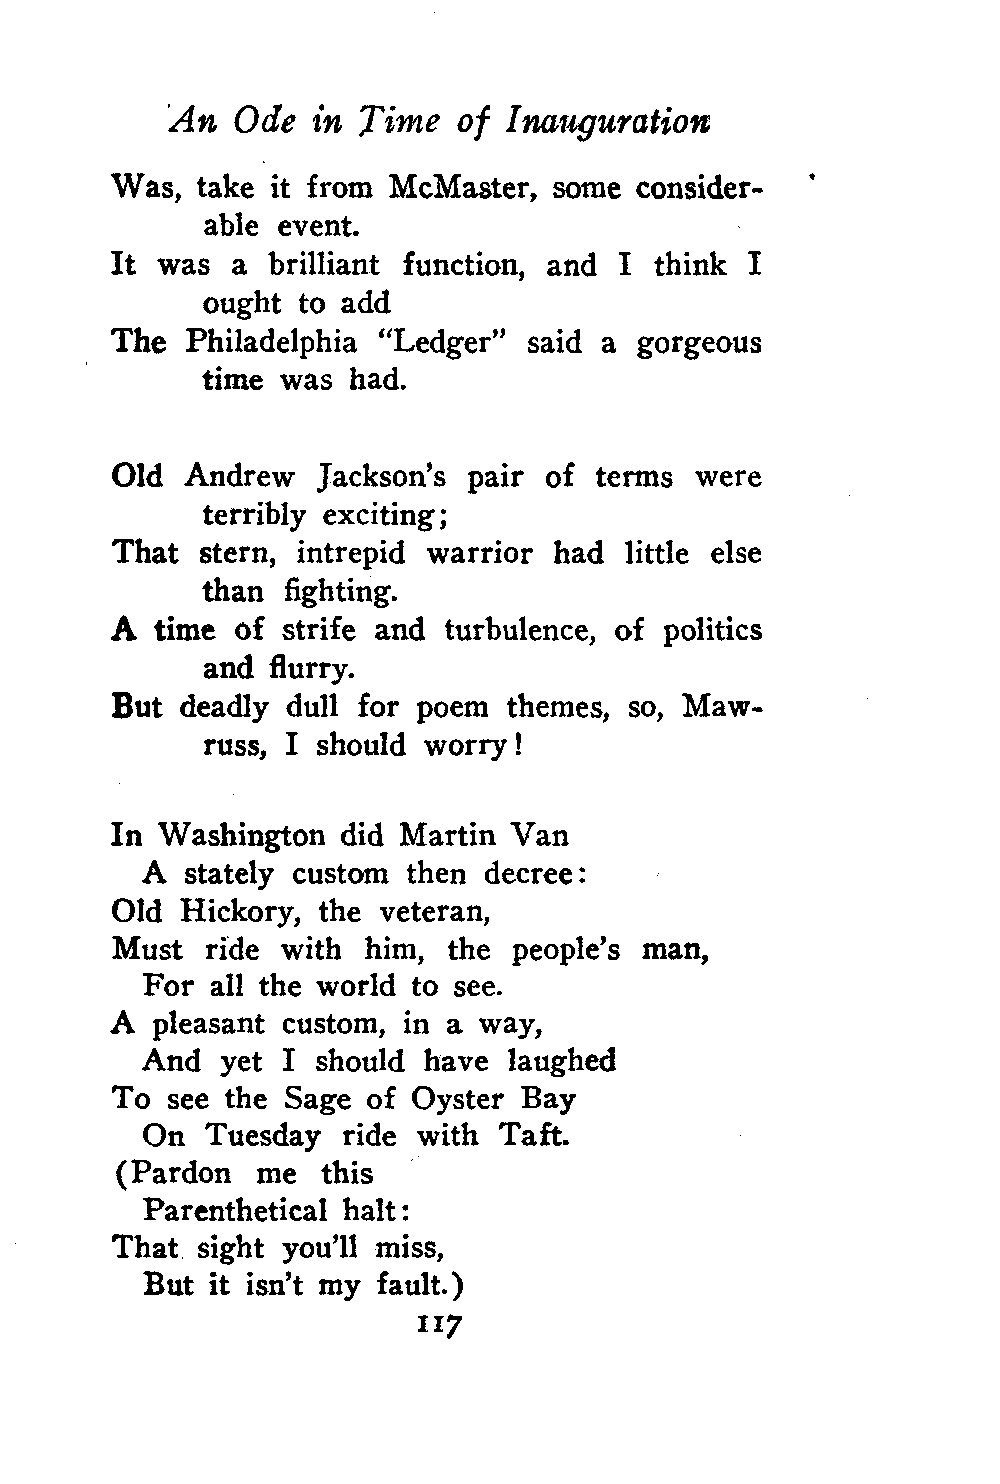 An Ode in Time of Inauguration
Was, take it from McMaster, some consider-
able event.
It was a brilliant function, and I think I
ought to add
The Philadelphia “Ledger” said a gorgeous
time was had.
Old Andrew Jackson’s pair of terms were
terribly exciting;
That stern, intrepid warrior had little else
than fighting.
A time of strife and turbulence, of politics
and flurry.
But deadly dull for poem themes, so, Maw-
russ, I should worry!
In Washington did Martin Van
A stately custom then decree:
Old Hickory, the veteran,
Must ride with him, the people’s man,
For all the world to see.
A pleasant custom, in a way,
And yet I should have laughed
To see the Sage of Oyster Bay
On Tuesday ride with Taft.
(Pardon me this
Parenthetical halt:
That sight you’ll miss,
But it isn’t my fault.)
117